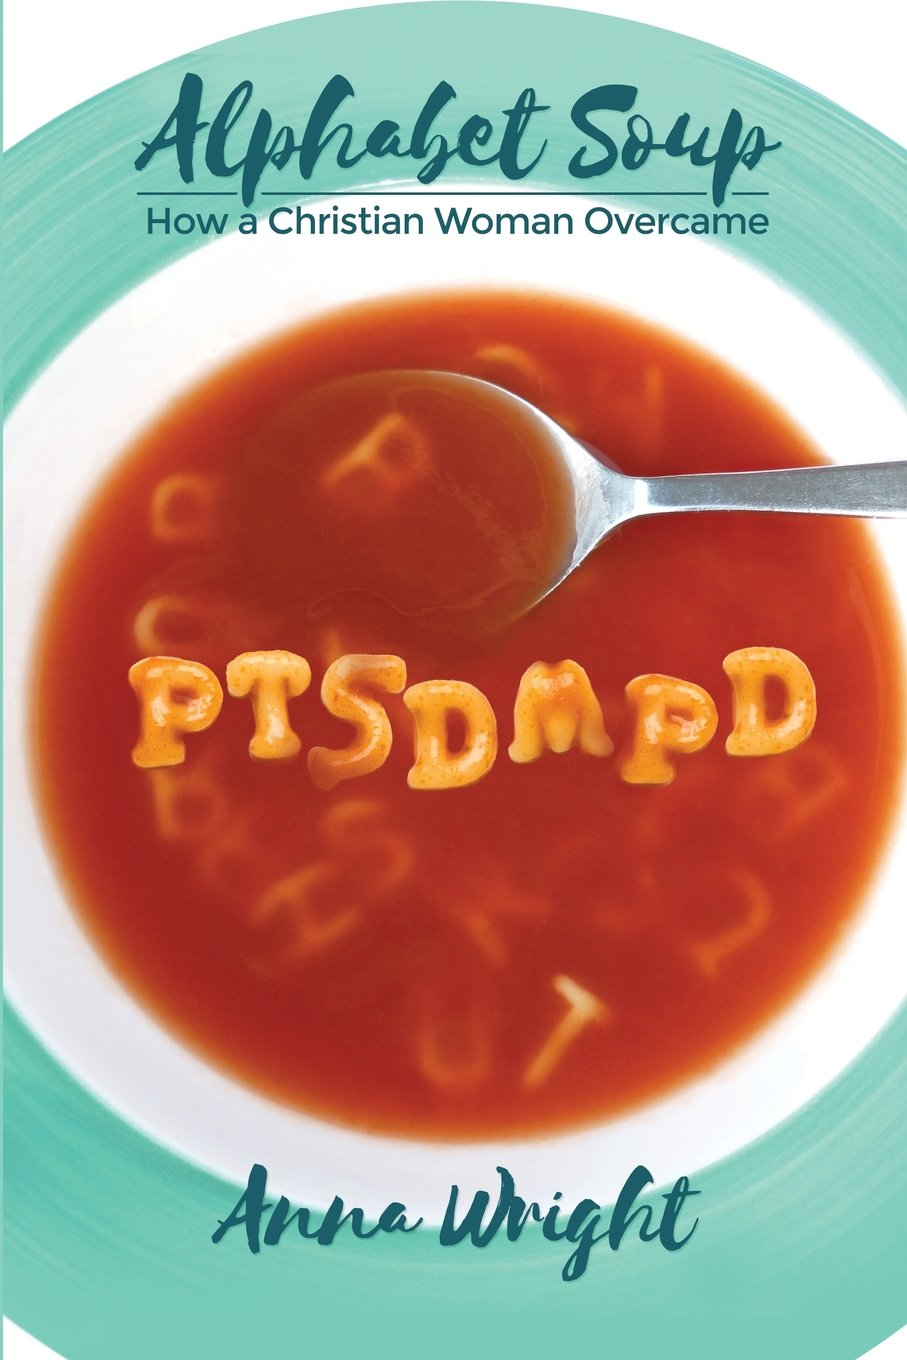 Alphabet Soup
How a Christian Woman Overcame
PTSDMPD
Anna Wright